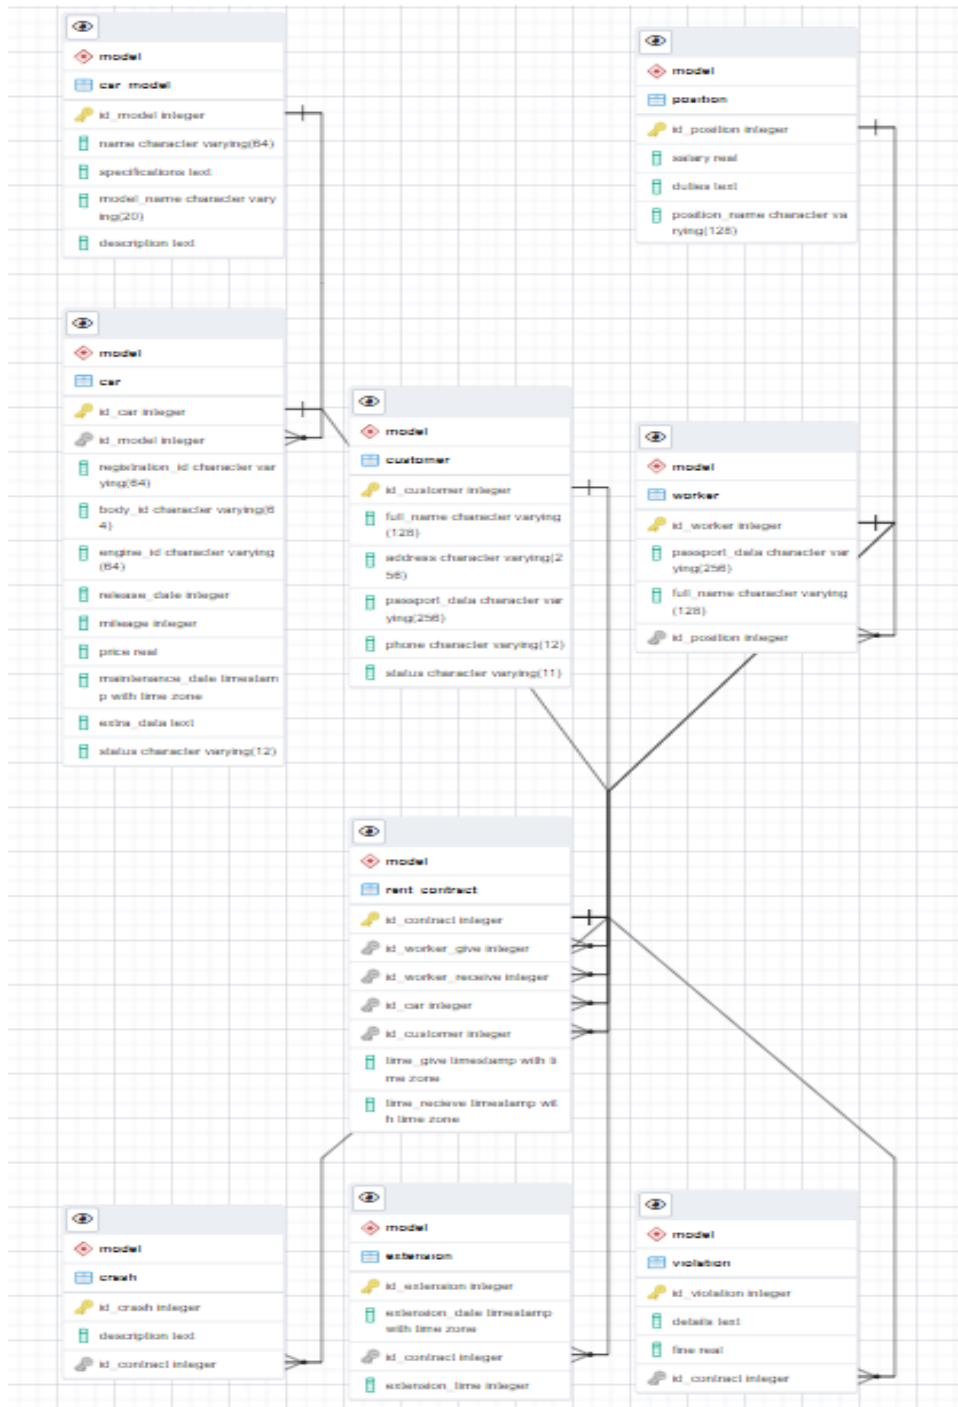 model
car_model
id_model integer
name character varying(64)
specifications text
model_name character vary
ing(20)
description text
model
position
id_position integer
salary real
duties text
position_name character va
rying(128)
model
car
id_car integer
id_model integer
registration_id character var
ying(64)
body_id character varying(6
4)
engine_id character varying
(64)
release_date integer
mileage integer
price real
maintenance_date timestam
p with time zone
extra_data text
status character varying(12)
model
customer
id_customer integer
full_name character varying
(128)
address character varying(2
56)
passport_data character var
ying(256)
phone character varying(12)
status character varying(11)
model
worker
id_worker integer
passport_data character var
ying(256)
full_name character varying
(128)
id_position integer
model
rent_contract
id_contract integer
id_worker_give integer
id_worker_receive integer
id_car integer
id_customer integer
time_give timestamp with ti
me zone
time_recieve timestamp wit
h time zone
model
crash
id_crash integer
description text
id_contract integer
model
extension
id_extension integer
extension_date timestamp
with time zone
id_contract integer
extension_time integer
model
violation
id_violation integer
details text
fine real
id_contract integer